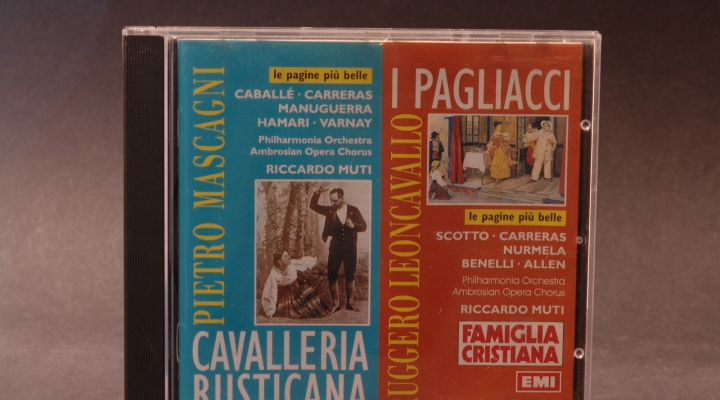 PIETRO MASCAGNI
le pagine più belle
CABALLÉ · CARRERAS
MANUGUERRA
HAMARI · VARNAY
Philharmonia Orchestra
Ambrosian Opera Chorus
RICCARDO MUTI
CAVALLERIA
RUSTICANA
I PAGLIACCI
UGGERO LEONCAVALLO
le pagine più belle
SCOTTO · CARRERAS
NURMELA
BENELLI · ALLEN
Philharmonia Orchestra
Ambrosian Opera Chorus
RICCARDO MUTI
FAMIGLIA
CRISTIANA
EMI